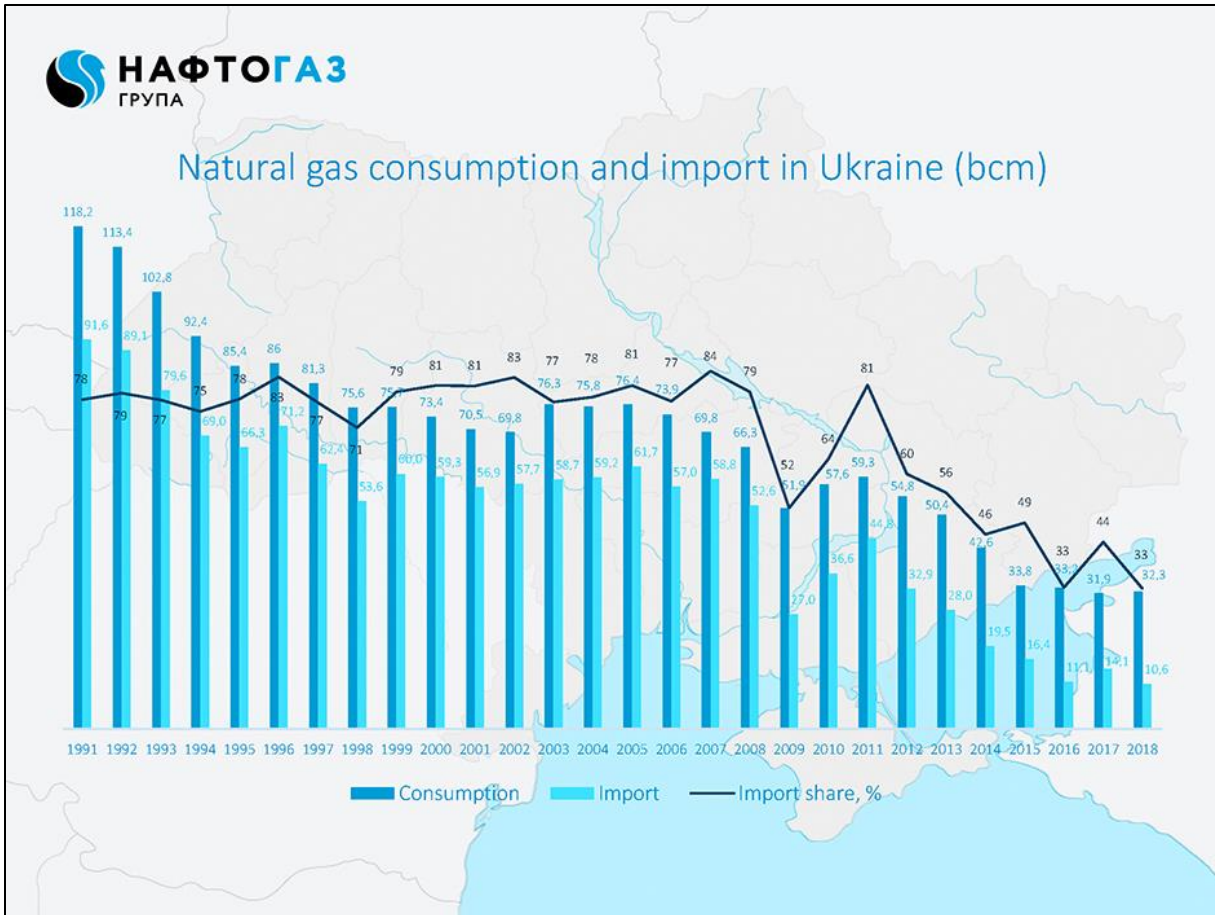 НАФТОГАЗ
ГРУПА
Natural gas consumption and import in Ukraine (bcm)
118,2 113,4 102,8 92,4 85,4 86 81,3 75,6 75,7 73,4 70,5 69,8 76,3 75,8 76,4 73,9 69,8 66,3 51,9 57,6 59,3 54,8 50,4 42,6 33,8 33,2 31,9 32,3
91,6 89,1 79,6 69,0 66,3 71,2 62,4 53,6 60,0 59,3 56,9 57,7 58,7 59,2 61,7 57,0 58,8 52,6 27,0 36,6 44,8 32,9 28,0 19,5 16,4 11,1 14,1 10,6
78 79 77 75 78 83 77 71 79 81 81 83 77 78 81 77 84 79 52 64 81 60 56 46 49 33 44 33
1991 1992 1993 1994 1995 1996 1997 1998 1999 2000 2001 2002 2003 2004 2005 2006 2007 2008 2009 2010 2011 2012 2013 2014 2015 2016 2017 2018
Consumption Import Import share, %